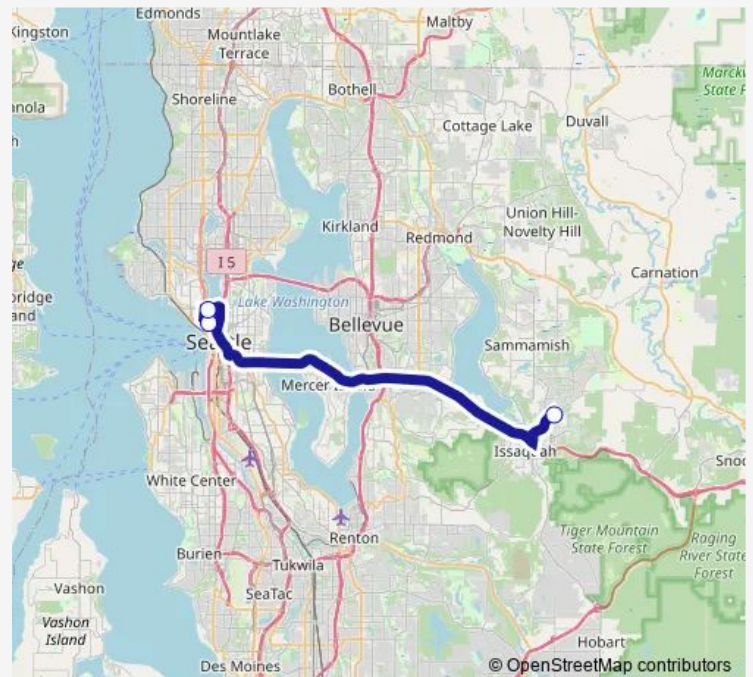 Edmonds
Maltby
Kingston
Mountlake
Terrace
Bothell
Shoreline
Cottage Lake
Duvall
Union Hill-
Novelty Hill
Kirkland
Redmond
I 5
Carnation
Lake Washington
Bellevue
Sammamish
Mercer
Issaquah
White Center
Renton
Tiger Mountain
State Forest
Raging
River State
Forest
Burien
Tukwila
SeaTac
Vashon
Vashon
Island
Hobart
Des Moines
© OpenStreetMap contributors